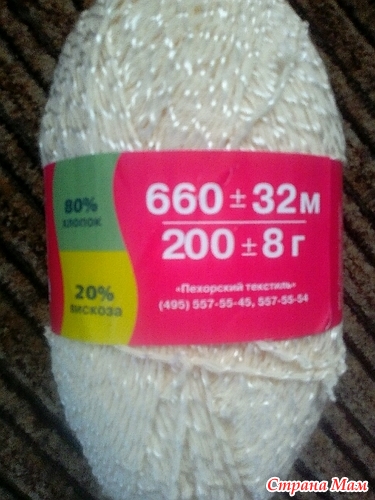 80%
хлопок
660 ± 32 м
200 ± 8 г
20%
вискоза
«Пехорский текстиль»
(495) 557-55-45, 557-55-54
Страна Мам